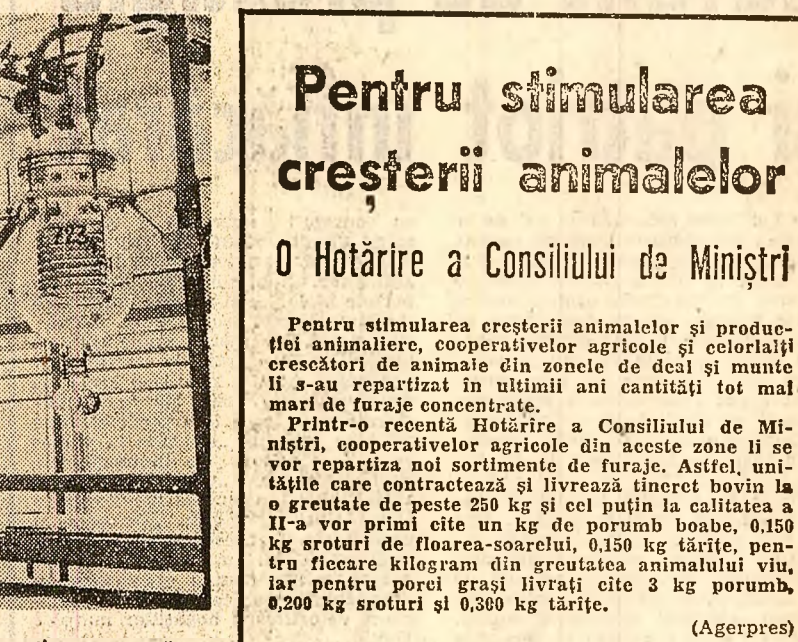 Pentru stimularea
creșterii animalelor
O Hotărîre a Consiliului de Miniștri
Pentru stimularea creșterii animalelor și produc-
ției animaliere, cooperativelor agricole și celorlalți
crescători de animale din zonele de deal și munte
li s-au repartizat în ultimii ani cantități tot mai
mari de furaje concentrate.
Printr-o recentă Hotărîre a Consiliului de Mi-
niștri, cooperativelor agricole din aceste zone li se
vor repartiza noi sortimente de furaje. Astfel, uni-
tățile care contractează și livrează tineret bovin la
o greutate de peste 250 kg și cel puțin la calitatea a
II-a vor primi cîte un kg de porumb boabe, 0,150
kg sroturi de floarea-soarelui, 0,150 kg tărîțe, pen-
tru fiecare kilogram din greutatea animalului viu,
iar pentru porci grași livrați cîte 3 kg porumb,
0,200 kg sroturi și 0,300 kg tărîțe.
(Agerpres)
223